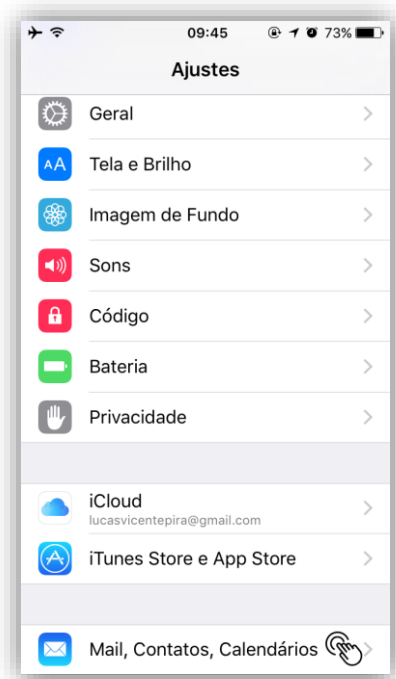 09:45 73%
Ajustes
Geral
AA Tela e Brilho
Imagem de Fundo
Sons
Código
Bateria
Privacidade
iCloud
lucasvicentepira@gmail.com
iTunes Store e App Store
Mail, Contatos, Calendários